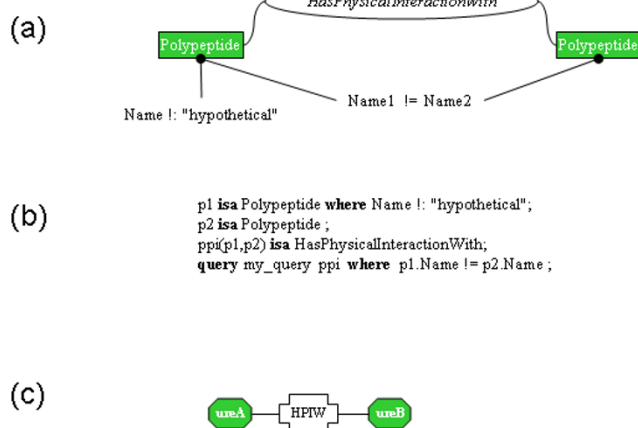 HasPhysicalInteractionwith
(a)
Polypeptide Polypeptide
Name1 != Name2
Name !: "hypothetical"
(b)
p1 isa Polypeptide where Name !: "hypothetical";
p2 isa Polypeptide ;
ppi(p1,p2) isa HasPhysicalInteractionWith;
query my_query ppi where p1.Name != p2.Name ;
(c)
ureA HPIW ureB